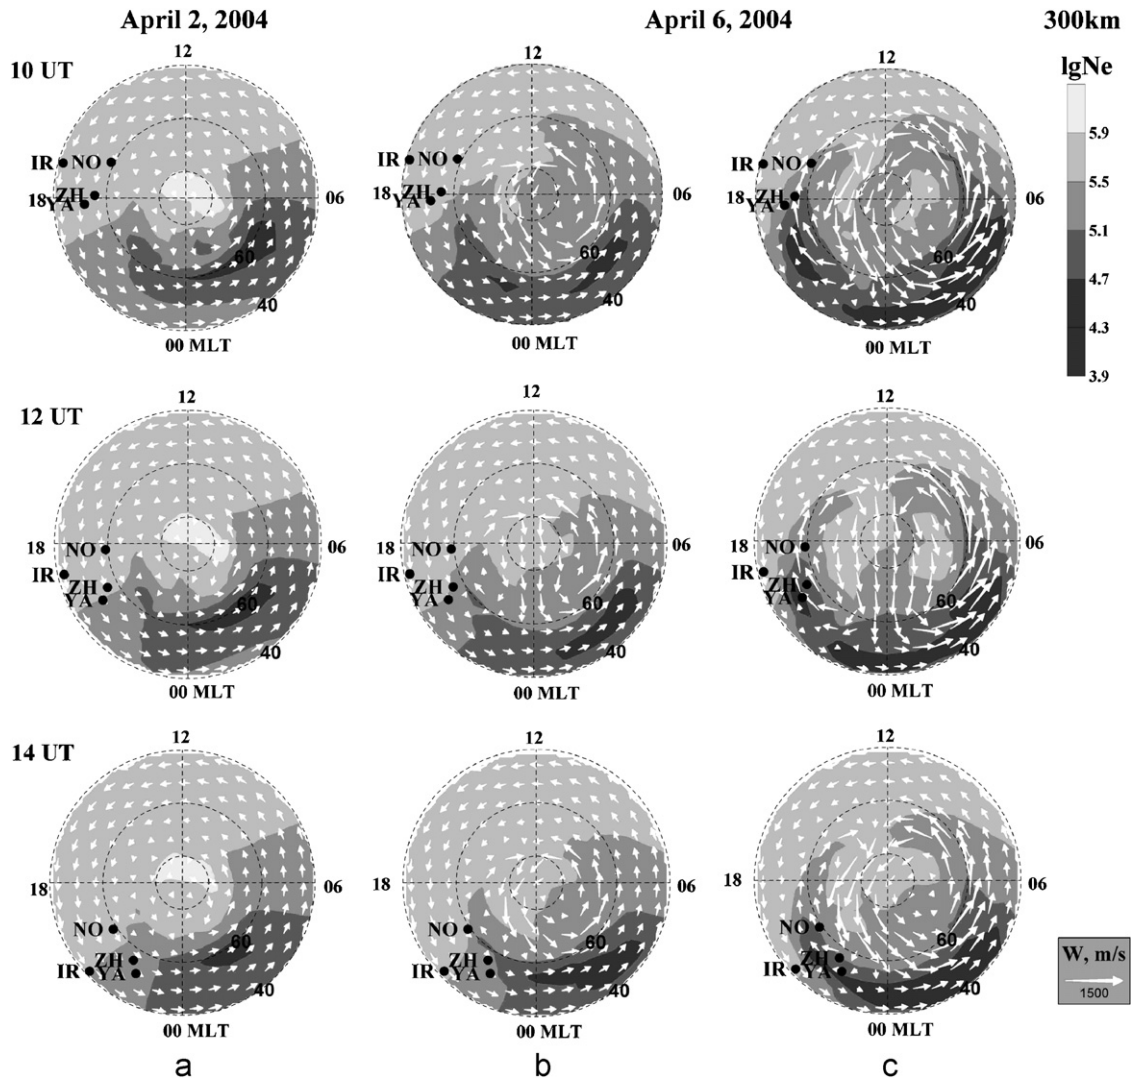 April 2, 2004
April 6, 2004
300km
10 UT
12
12
12
lgNe
5.9
5.5
5.1
4.7
4.3
3.9
IR NO
18 ZH
YA
06
60
40
00 MLT
IR NO
18 ZH
YA
06
60
40
00 MLT
IR NO
18 ZH
YA
06
60
40
00 MLT
12 UT
12
12
12
18 NO
IR
ZH
YA
06
60
40
00 MLT
18
NO
IR
ZH
YA
06
60
40
00 MLT
18
NO
IR
ZH
YA
06
60
40
00 MLT
14 UT
12
12
12
18
NO
ZH
IR YA
06
60
40
00 MLT
18
NO
ZH
IR YA
06
60
40
00 MLT
18
NO
ZH
IR YA
06
60
40
00 MLT
W, m/s
1500
a
b
c